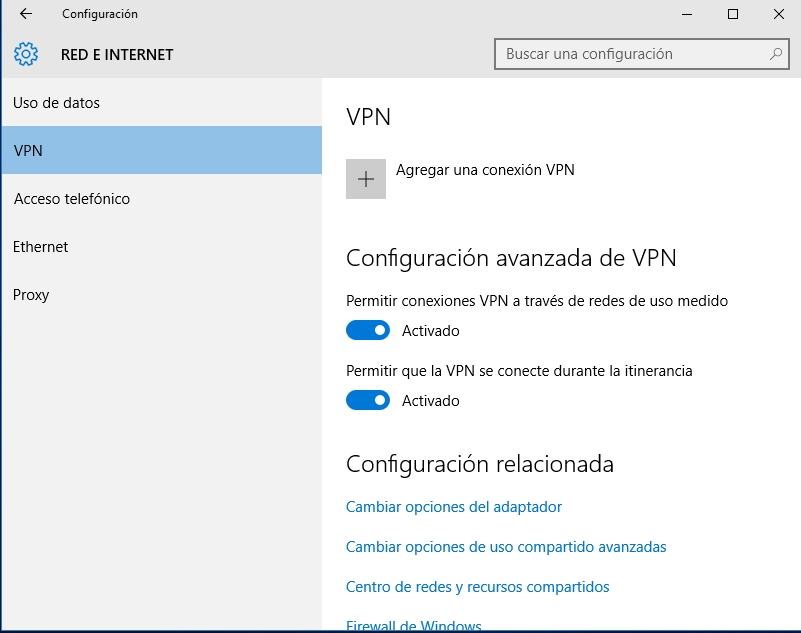 Configuración
RED E INTERNET
Buscar una configuración
Uso de datos
VPN
Acceso telefónico
Ethernet
Proxy
VPN
Agregar una conexión VPN
Configuración avanzada de VPN
Permitir conexiones VPN a través de redes de uso medido
Activado
Permitir que la VPN se conecte durante la itinerancia
Activado
Configuración relacionada
Cambiar opciones del adaptador
Cambiar opciones de uso compartido avanzadas
Centro de redes y recursos compartidos
Firewall de Windows